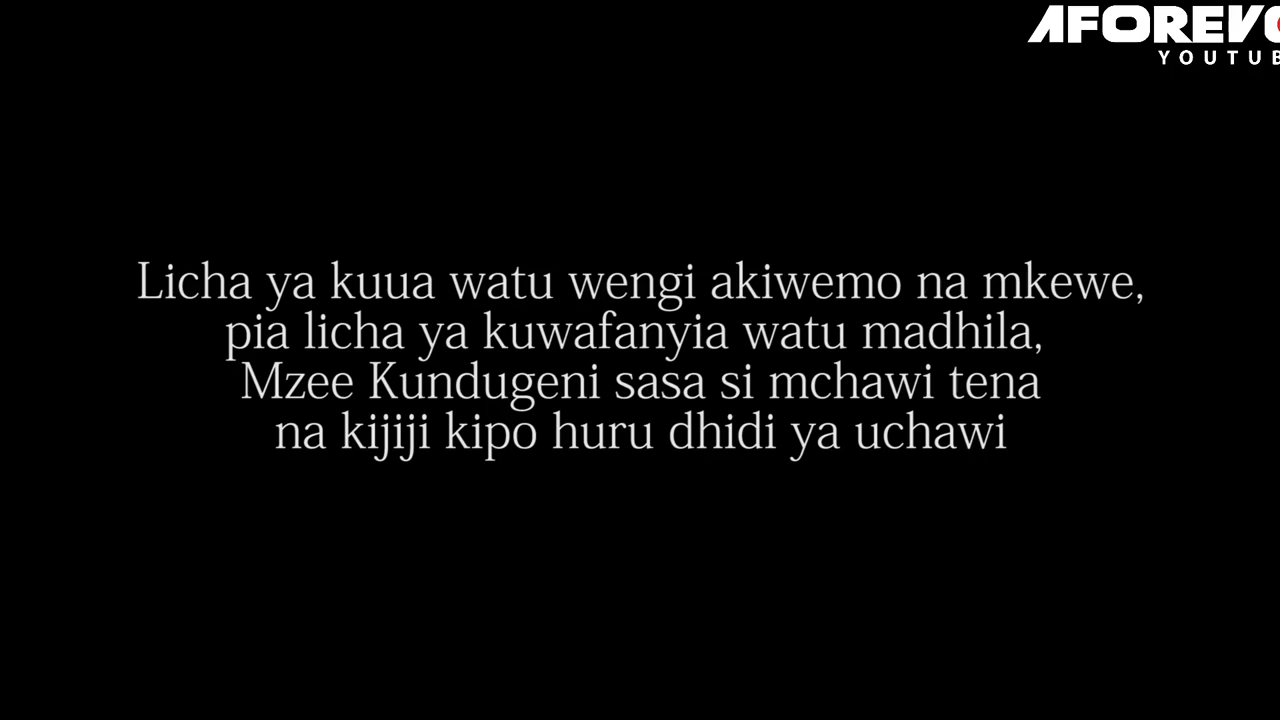 AFOREVO
YOUTUB
Licha ya kuua watu wengi akiwemo na mkewe,
pia licha ya kuwafanyia watu madhila,
Mzee Kundugeni sasa si mchawi tena
na kijiji kipo huru dhidi ya uchawi